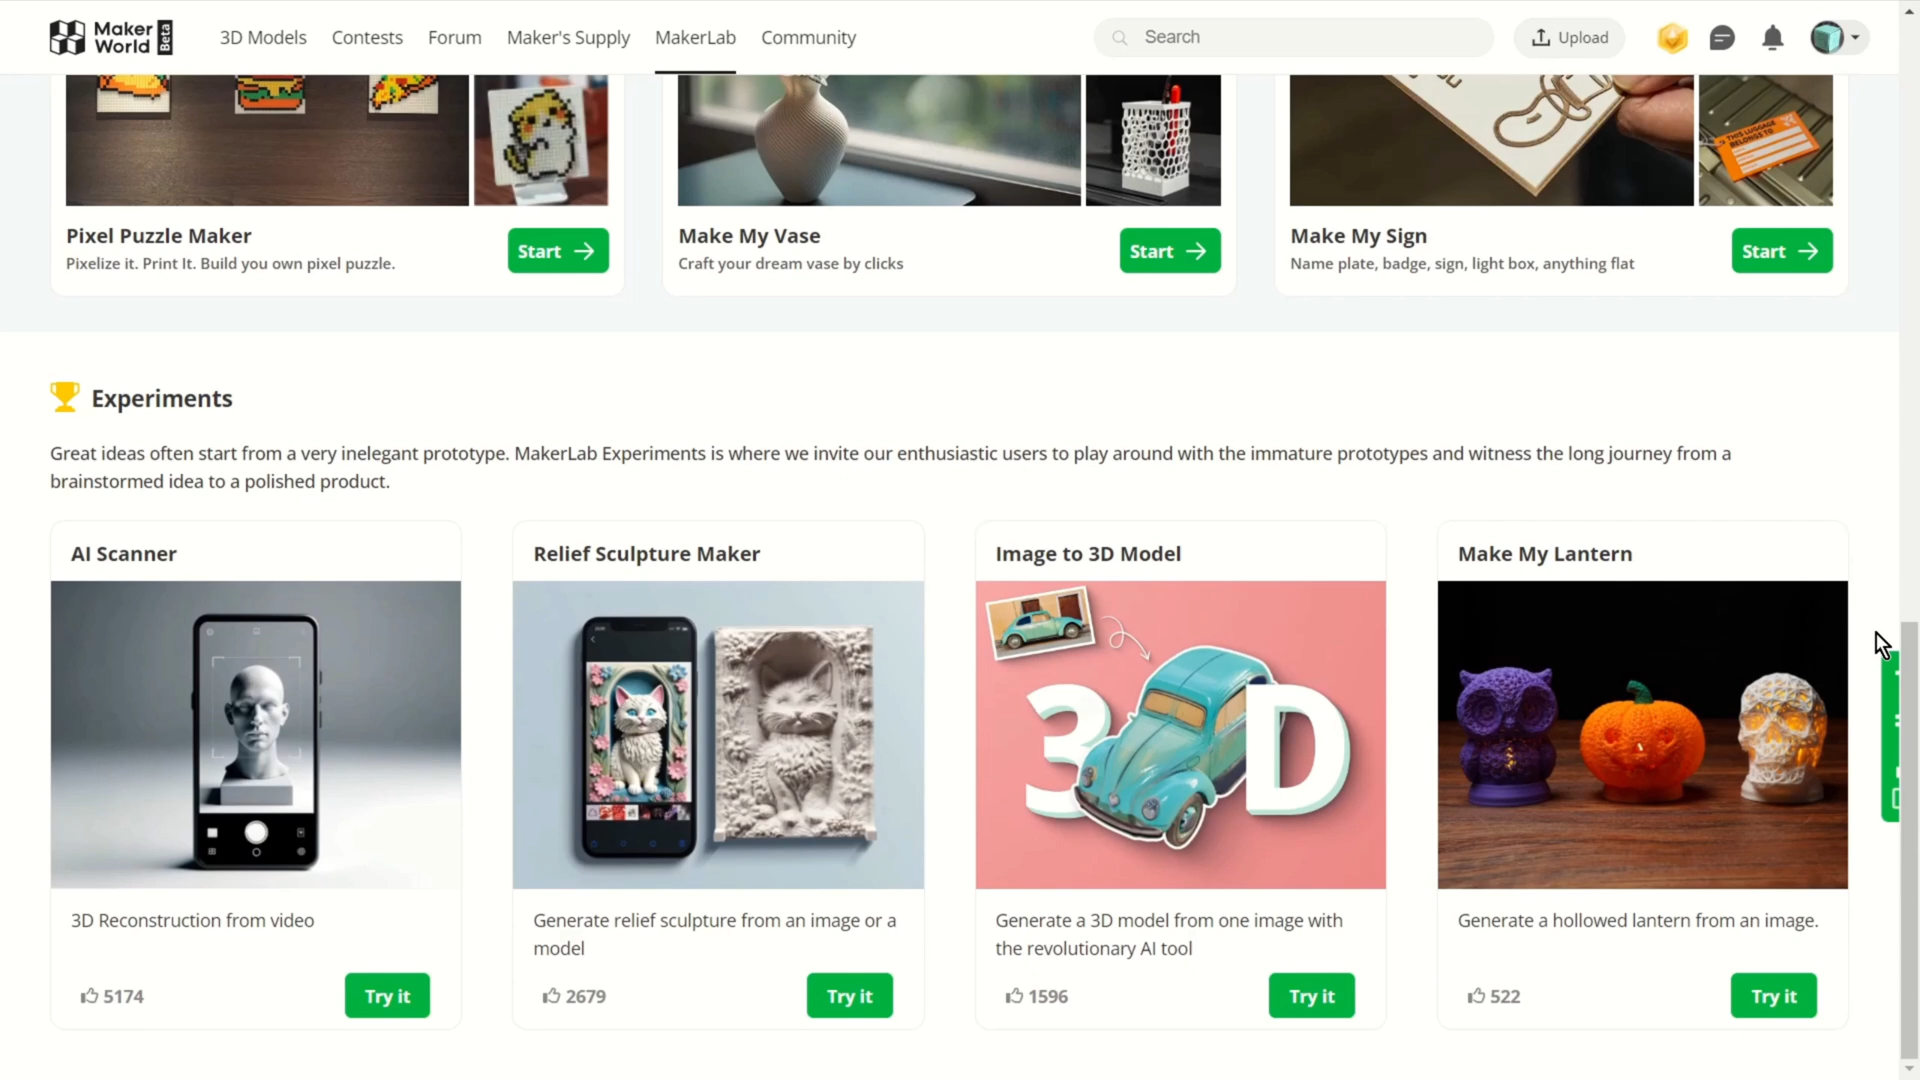 Maker
World
Beta
3D Models
Contests
Forum
Maker's Supply
MakerLab
Community
Search
Upload
THIS LUGGAGE
BELONGS TO
Pixel Puzzle Maker
Pixelize it. Print It. Build you own pixel puzzle.
Start
Make My Vase
Craft your dream vase by clicks
Start
Make My Sign
Name plate, badge, sign, light box, anything flat
Start
Experiments
Great ideas often start from a very inelegant prototype. MakerLab Experiments is where we invite our enthusiastic users to play around with the immature prototypes and witness the long journey from a
brainstormed idea to a polished product.
AI Scanner
Relief Sculpture Maker
Image to 3D Model
Make My Lantern
3D
3D Reconstruction from video
Generate relief sculpture from an image or a
model
Generate a 3D model from one image with
the revolutionary AI tool
Generate a hollowed lantern from an image.
5174
Try it
2679
Try it
1596
Try it
522
Try it